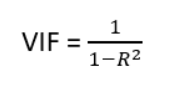 VIF = 1 / (1−R²)